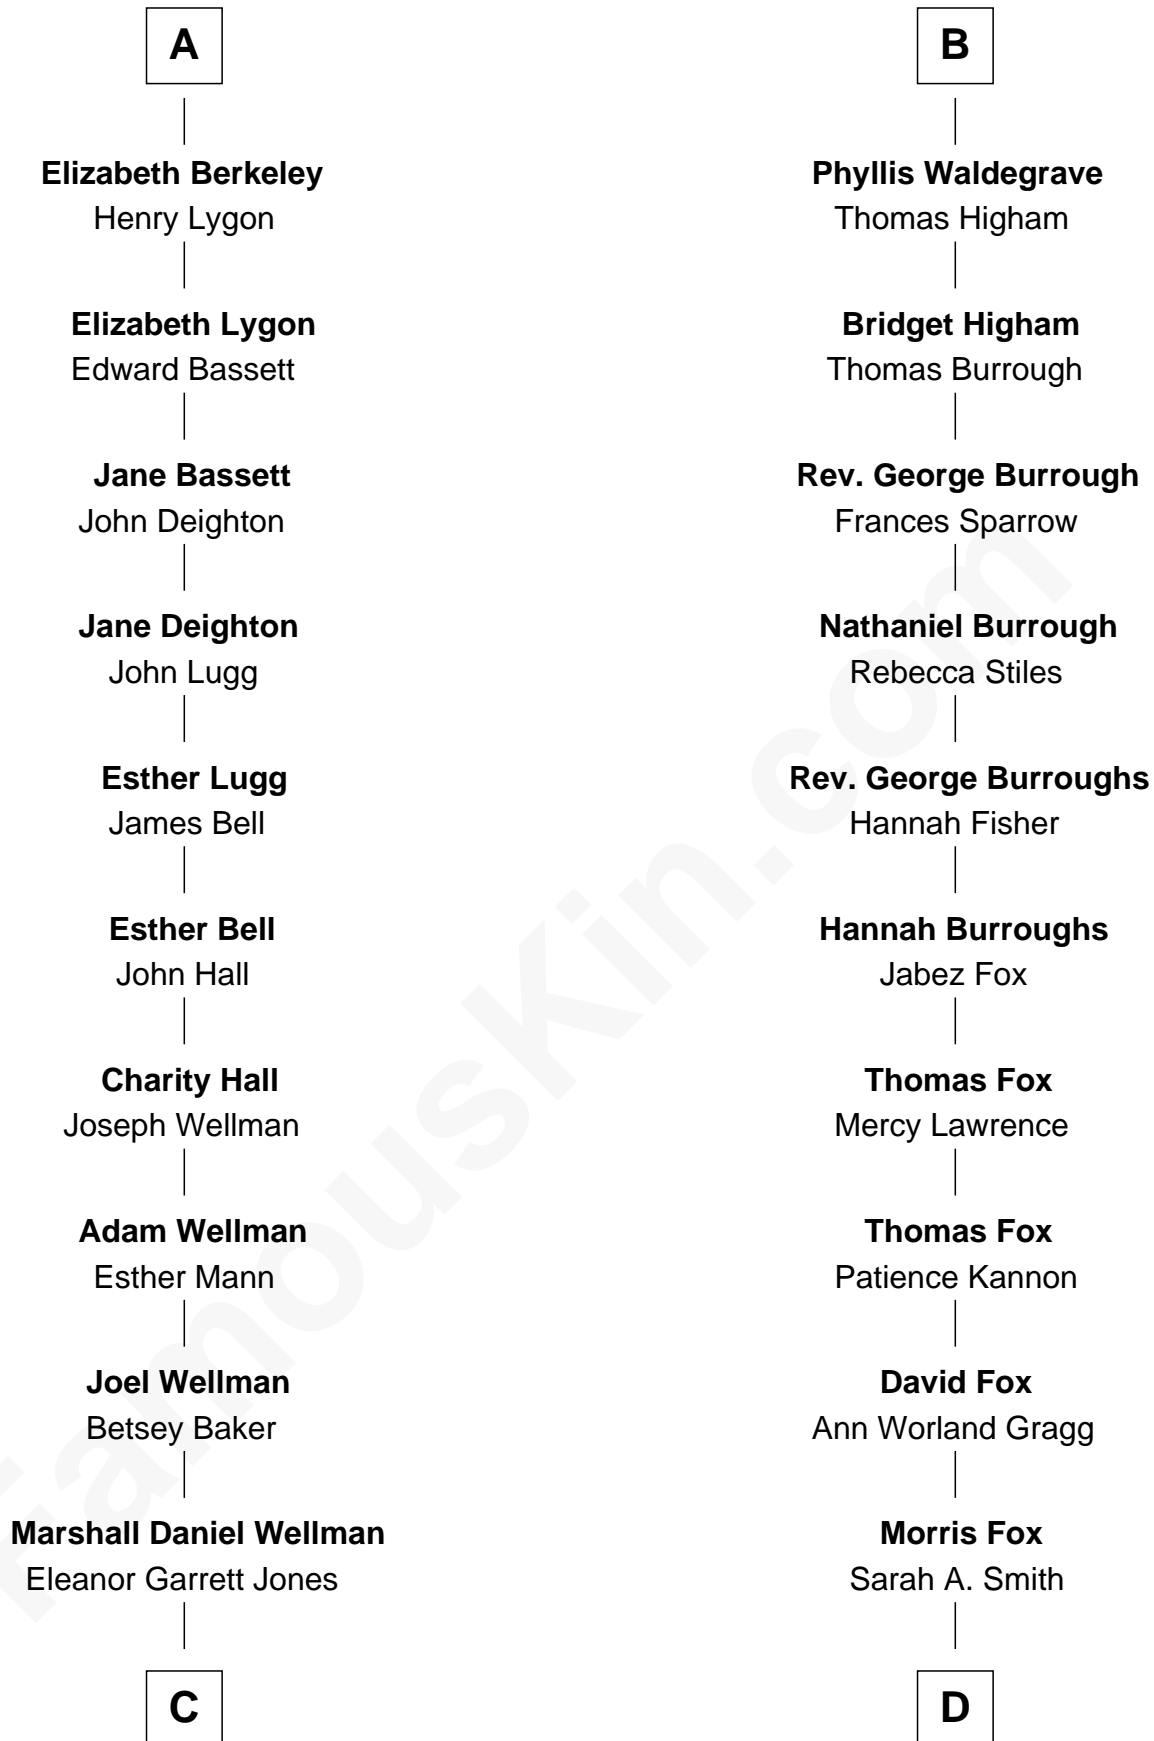 A
Elizabeth Berkeley
Henry Lygon
Elizabeth Lygon
Edward Bassett
Jane Bassett
John Deighton
Jane Deighton
John Lugg
Esther Lugg
James Bell
Esther Bell
John Hall
Charity Hall
Joseph Wellman
Adam Wellman
Esther Mann
Joel Wellman
Betsey Baker
Marshall Daniel Wellman
Eleanor Garrett Jones
C
B
Phyllis Waldegrave
Thomas Higham
Bridget Higham
Thomas Burrough
Rev. George Burrough
Frances Sparrow
Nathaniel Burrough
Rebecca Stiles
Rev. George Burroughs
Hannah Fisher
Hannah Burroughs
Jabez Fox
Thomas Fox
Mercy Lawrence
Thomas Fox
Patience Kannon
David Fox
Ann Worland Gragg
Morris Fox
Sarah A. Smith
D
FamousKin.com